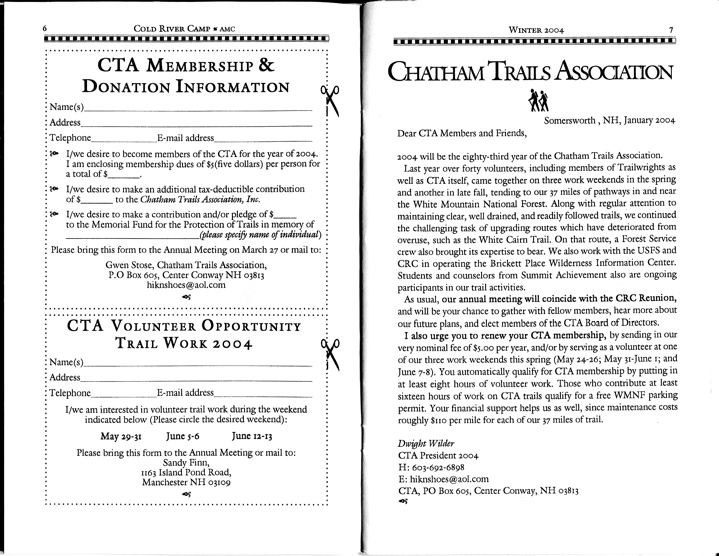 6 COLD RIVER CAMP ★ AMC
CTA MEMBERSHIP &
DONATION INFORMATION
Name(s)
Address
Telephone E-mail address
I/we desire to become members of the CTA for the year of 2004.
I am enclosing membership dues of $5(five dollars) per person for
a total of $______.
I/we desire to make an additional tax-deductible contribution
of $______ to the Chatham Trails Association, Inc.
I/we desire to make a contribution and/or pledge of $_____
to the Memorial Fund for the Protection of Trails in memory of
(please specify name of individual)
Please bring this form to the Annual Meeting on March 27 or mail to:
Gwen Stose, Chatham Trails Association,
P.O Box 605, Center Conway NH 03813
hiknshoes@aol.com
CTA VOLUNTEER OPPORTUNITY
TRAIL WORK 2004
Name(s)
Address
Telephone E-mail address
I/we am interested in volunteer trail work during the weekend
indicated below (Please circle the desired weekend):
May 29-31 June 5-6 June 12-13
Please bring this form to the Annual Meeting or mail to:
Sandy Finn,
1163 Island Pond Road,
Manchester NH 03109
WINTER 2004 7
CHATHAM TRAILS ASSOCIATION
Somersworth , NH, January 2004
Dear CTA Members and Friends,
2004 will be the eighty-third year of the Chatham Trails Association.
Last year over forty volunteers, including members of Trailwrights as
well as CTA itself, came together on three work weekends in the spring
and another in late fall, tending to our 37 miles of pathways in and near
the White Mountain National Forest. Along with regular attention to
maintaining clear, well drained, and readily followed trails, we continued
the challenging task of upgrading routes which have deteriorated from
overuse, such as the White Cairn Trail. On that route, a Forest Service
crew also brought its expertise to bear. We also work with the USFS and
CRC in operating the Brickett Place Wilderness Information Center.
Students and counselors from Summit Achievement also are ongoing
participants in our trail activities.
As usual, our annual meeting will coincide with the CRC Reunion,
and will be your chance to gather with fellow members, hear more about
our future plans, and elect members of the CTA Board of Directors.
I also urge you to renew your CTA membership, by sending in our
very nominal fee of $5.00 per year, and/or by serving as a volunteer at one
of our three work weekends this spring (May 24-26; May 31-June 1; and
June 7-8). You automatically qualify for CTA membership by putting in
at least eight hours of volunteer work. Those who contribute at least
sixteen hours of work on CTA trails qualify for a free WMNF parking
permit. Your financial support helps us as well, since maintenance costs
roughly $110 per mile for each of our 37 miles of trail.
Dwight Wilder
CTA President 2004
H: 603-692-6898
E: hiknshoes@aol.com
CTA, PO Box 605, Center Conway, NH 03813